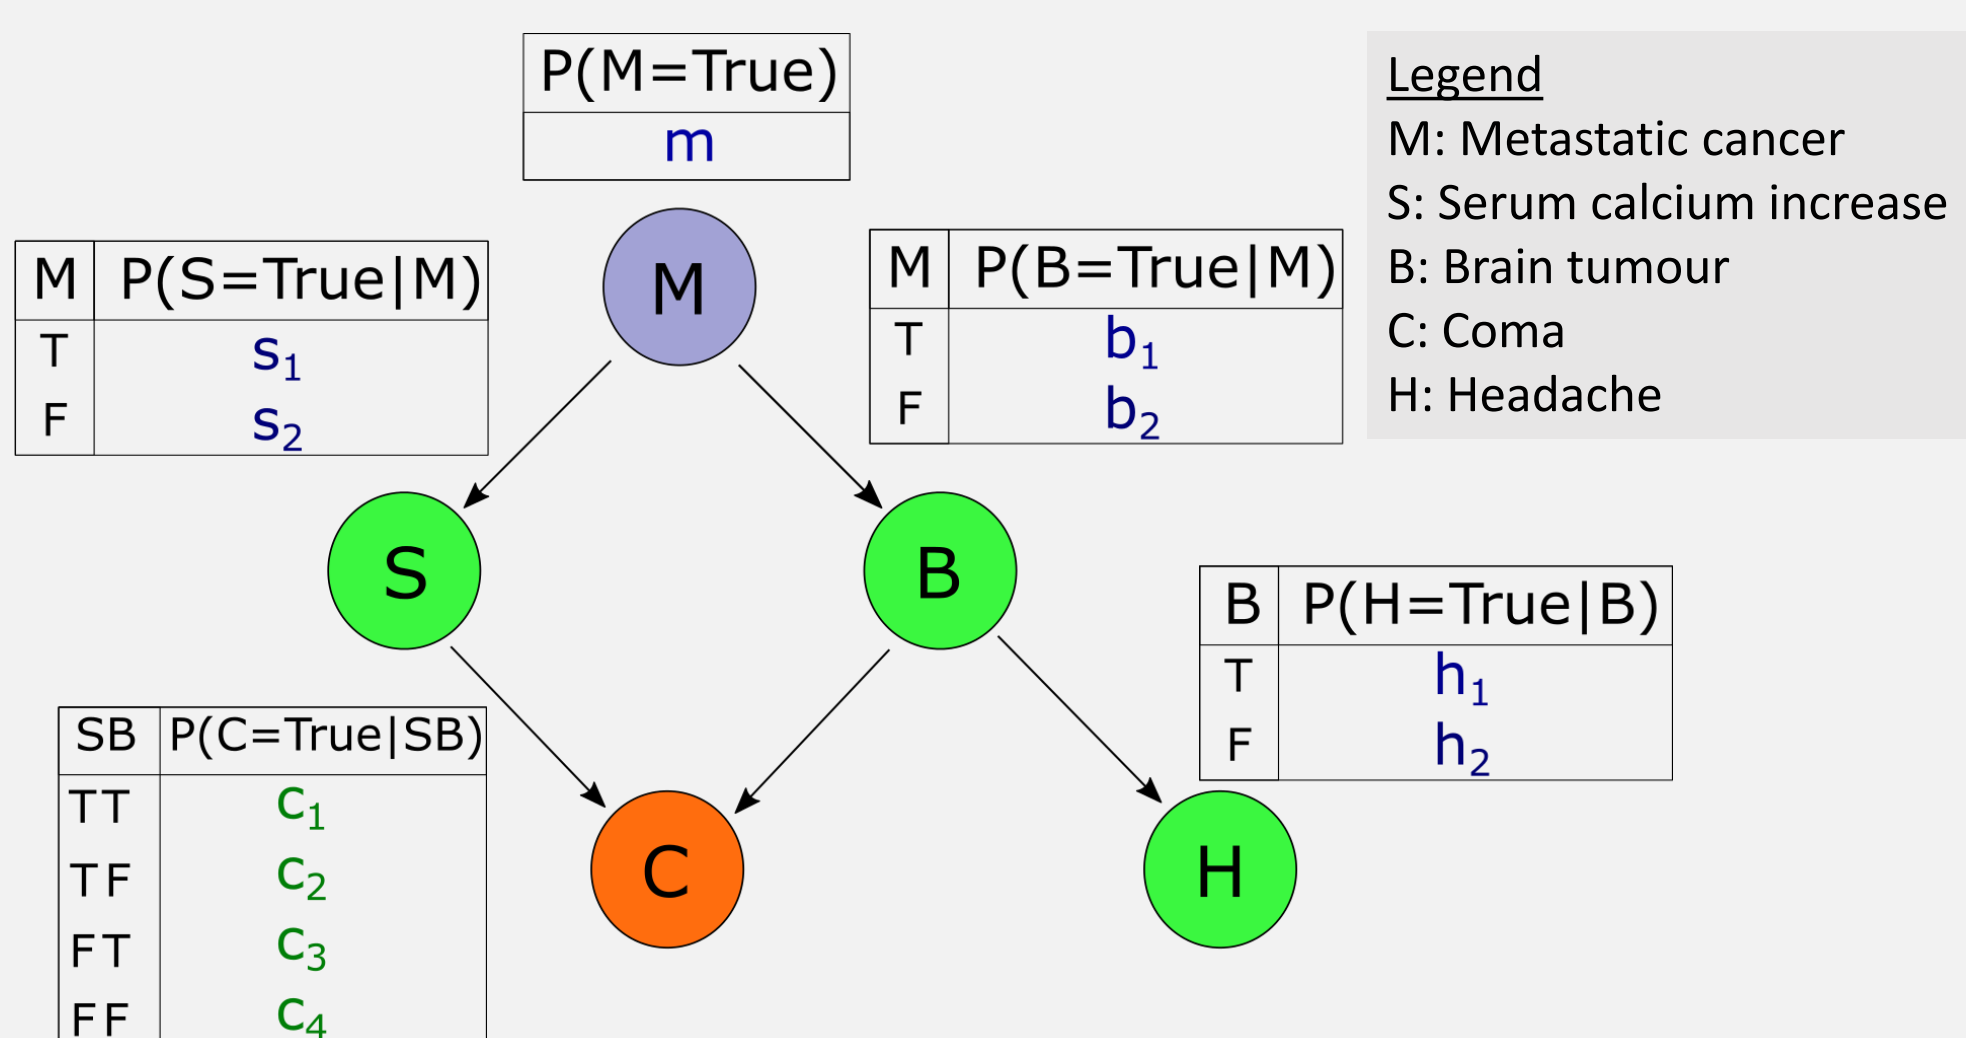 P(M=True)
m
Legend
M: Metastatic cancer
S: Serum calcium increase
B: Brain tumour
C: Coma
H: Headache
M P(S=True|M)
T s₁
F s₂
M
M P(B=True|M)
T b₁
F b₂
S
B
B P(H=True|B)
T h₁
F h₂
SB P(C=True|SB)
TT c₁
TF c₂
FT c₃
FF c₄
C
H